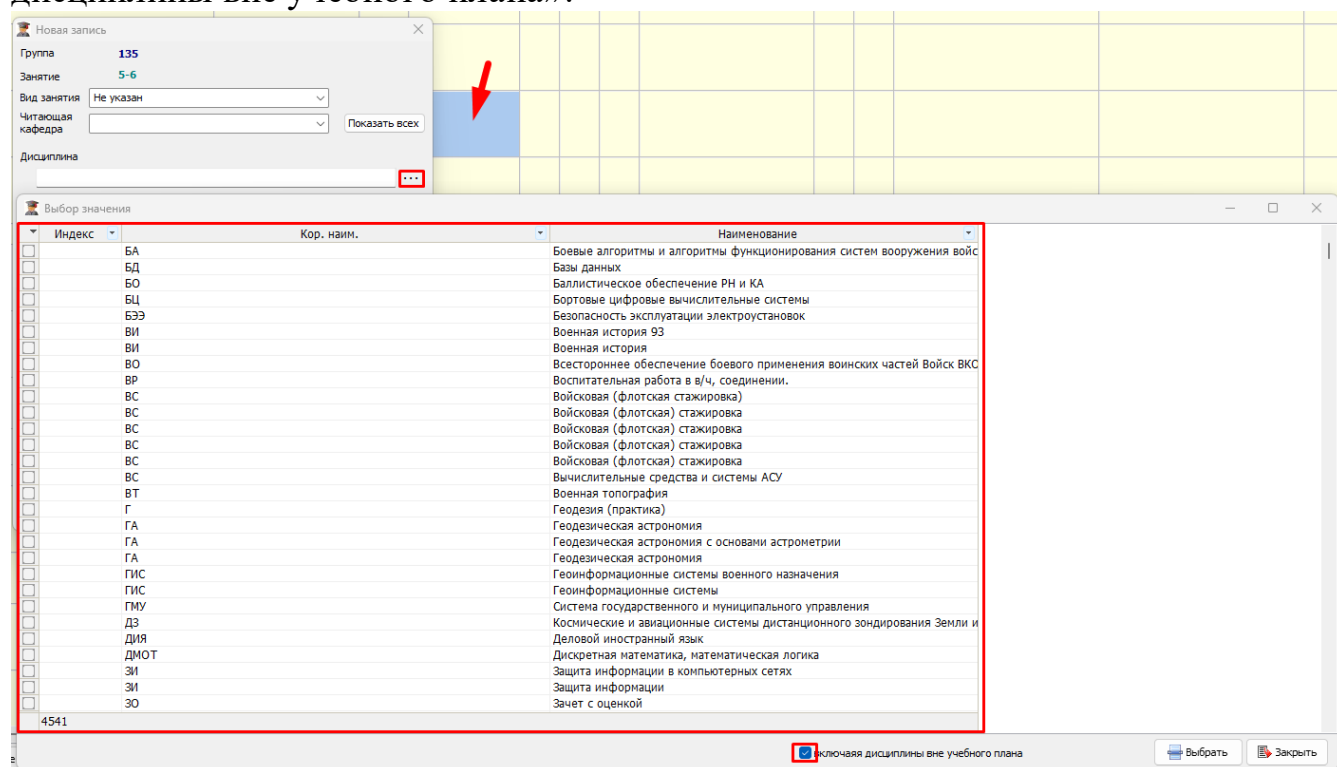 дисциплины вне учебного плана».
Новая запись
Группа 135
Занятие 5-6
Вид занятия Не указан
Читающая кафедра Показать всех
Дисциплина
...
Выбор значения
Индекс Кор. наим. Наименование
БА Боевые алгоритмы и алгоритмы функционирования систем вооружения войс
БД Базы данных
БО Баллистическое обеспечение РН и КА
БЦ Бортовые цифровые вычислительные системы
БЭЭ Безопасность эксплуатации электроустановок
ВИ Военная история 93
ВИ Военная история
ВО Всестороннее обеспечение боевого применения воинских частей Войск ВКО
ВР Воспитательная работа в в/ч, соединении.
ВС Войсковая (флотская стажировка)
ВС Войсковая (флотская) стажировка
ВС Войсковая (флотская) стажировка
ВС Войсковая (флотская) стажировка
ВС Войсковая (флотская) стажировка
ВС Вычислительные средства и системы АСУ
ВТ Военная топография
Г Геодезия (практика)
ГА Геодезическая астрономия
ГА Геодезическая астрономия с основами астрометрии
ГА Геодезическая астрономия
ГИС Геоинформационные системы военного назначения
ГИС Геоинформационные системы
ГМУ Система государственного и муниципального управления
ДЗ Космические и авиационные системы дистанционного зондирования Земли и
ДИЯ Деловой иностранный язык
ДМОТ Дискретная математика, математическая логика
ЗИ Защита информации в компьютерных сетях
ЗИ Защита информации
ЗО Зачет с оценкой
4541
включаяя дисциплины вне учебного плана Выбрать Закрыть